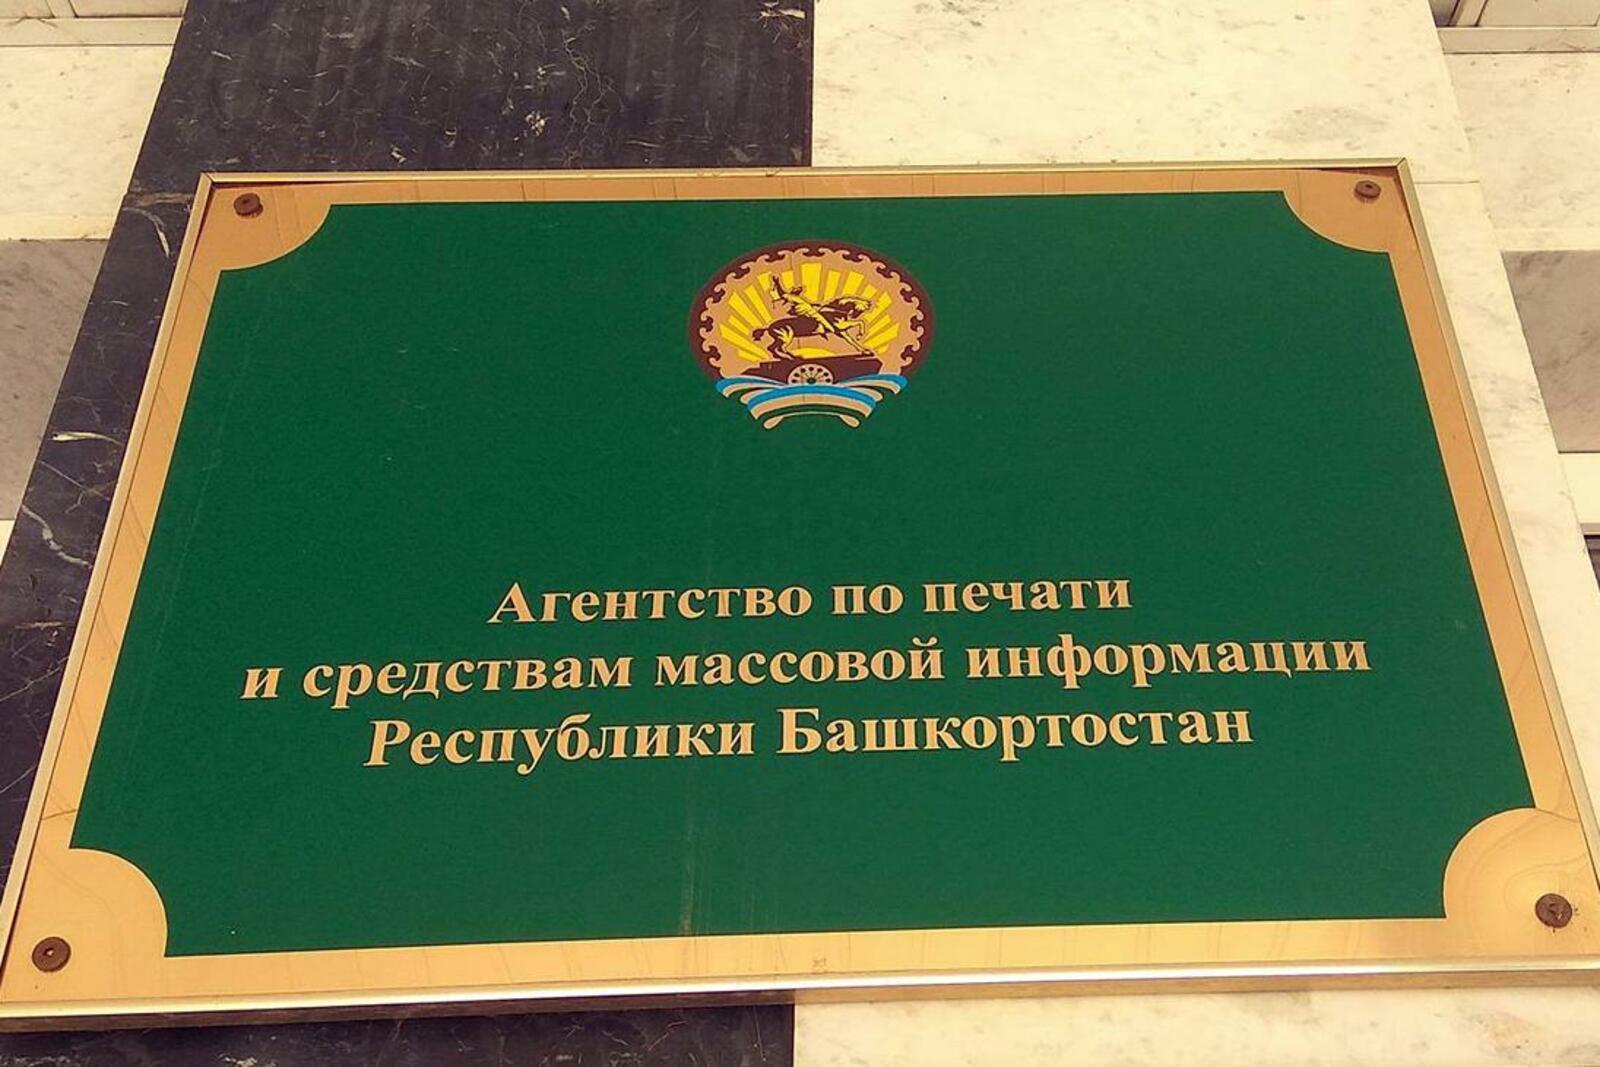 Агентство по печати
и средствам массовой информации
Республики Башкортостан